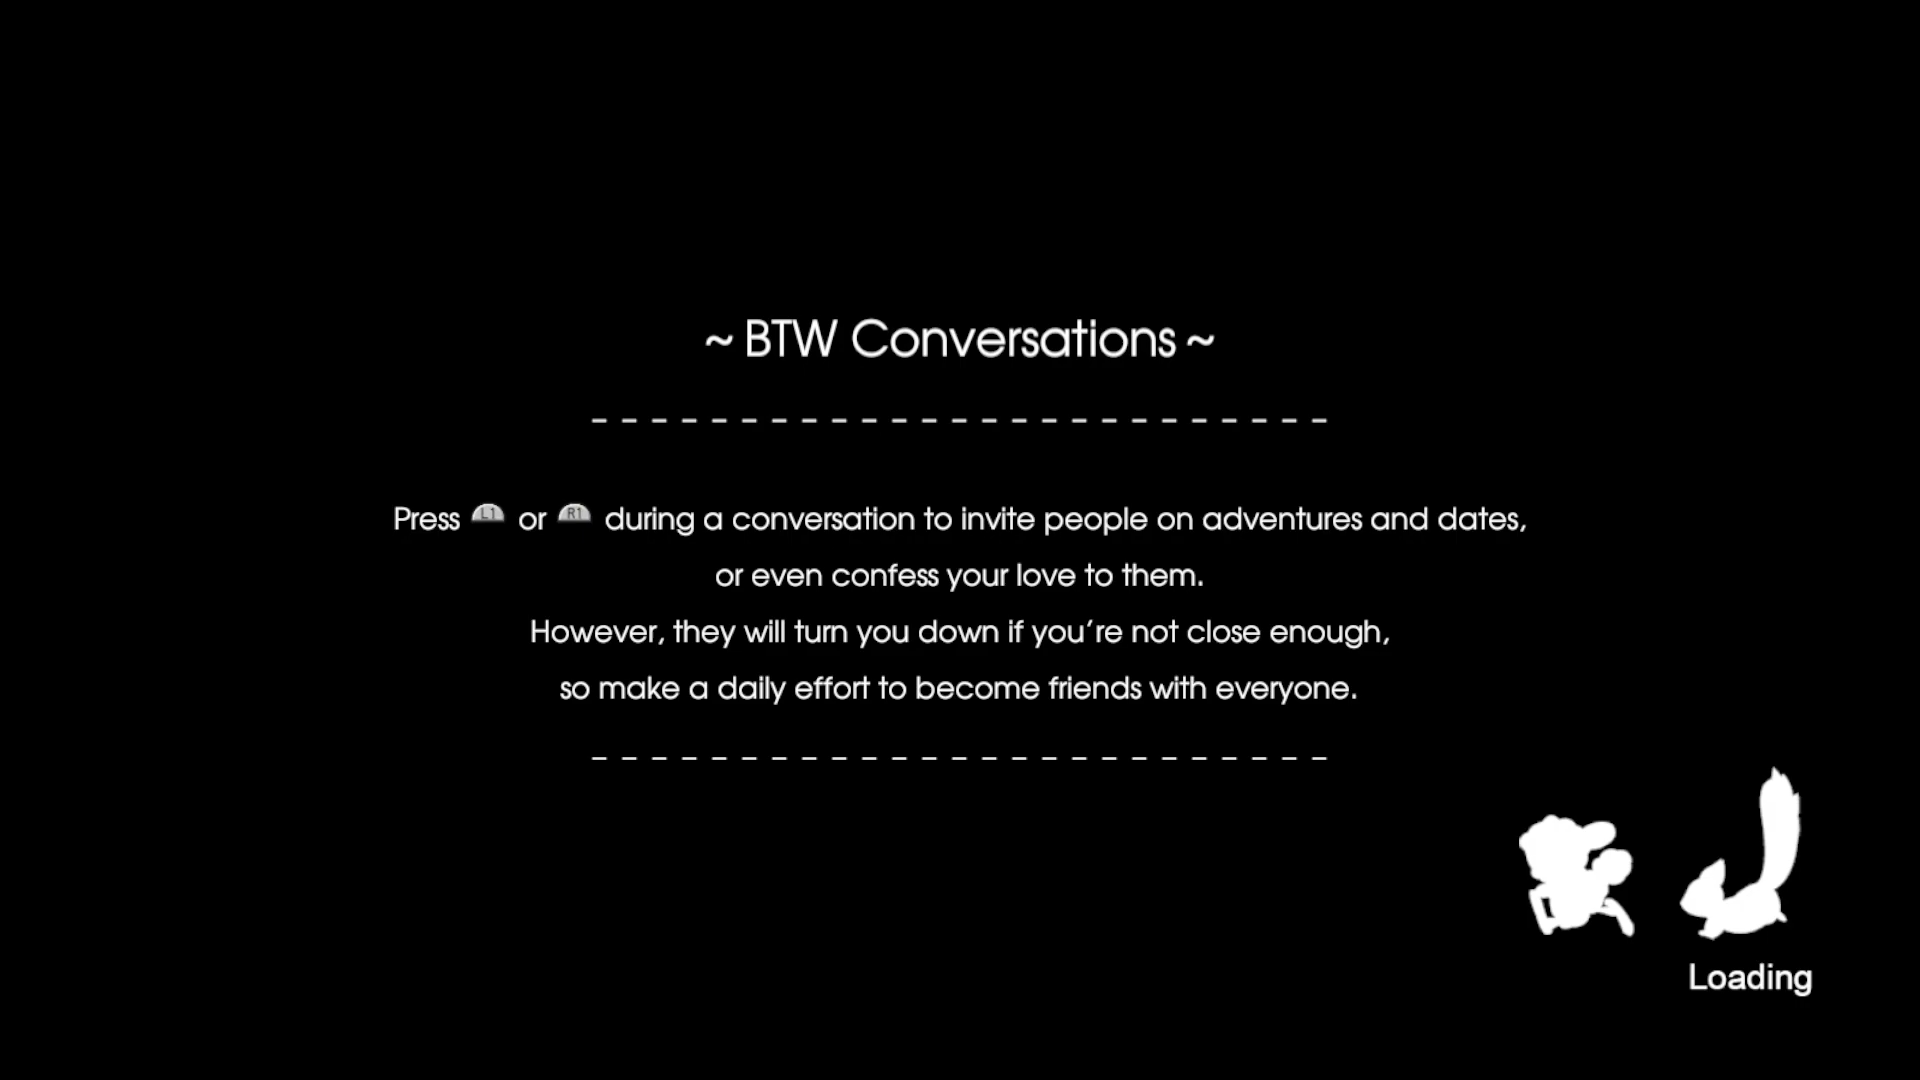 ~ BTW Conversations ~
- - - - - - - - - - - - - - - - - - - - - - - - -
Press L1 or R1 during a conversation to invite people on adventures and dates,
or even confess your love to them.
However, they will turn you down if you're not close enough,
so make a daily effort to become friends with everyone.
- - - - - - - - - - - - - - - - - - - - - - - - -
Loading